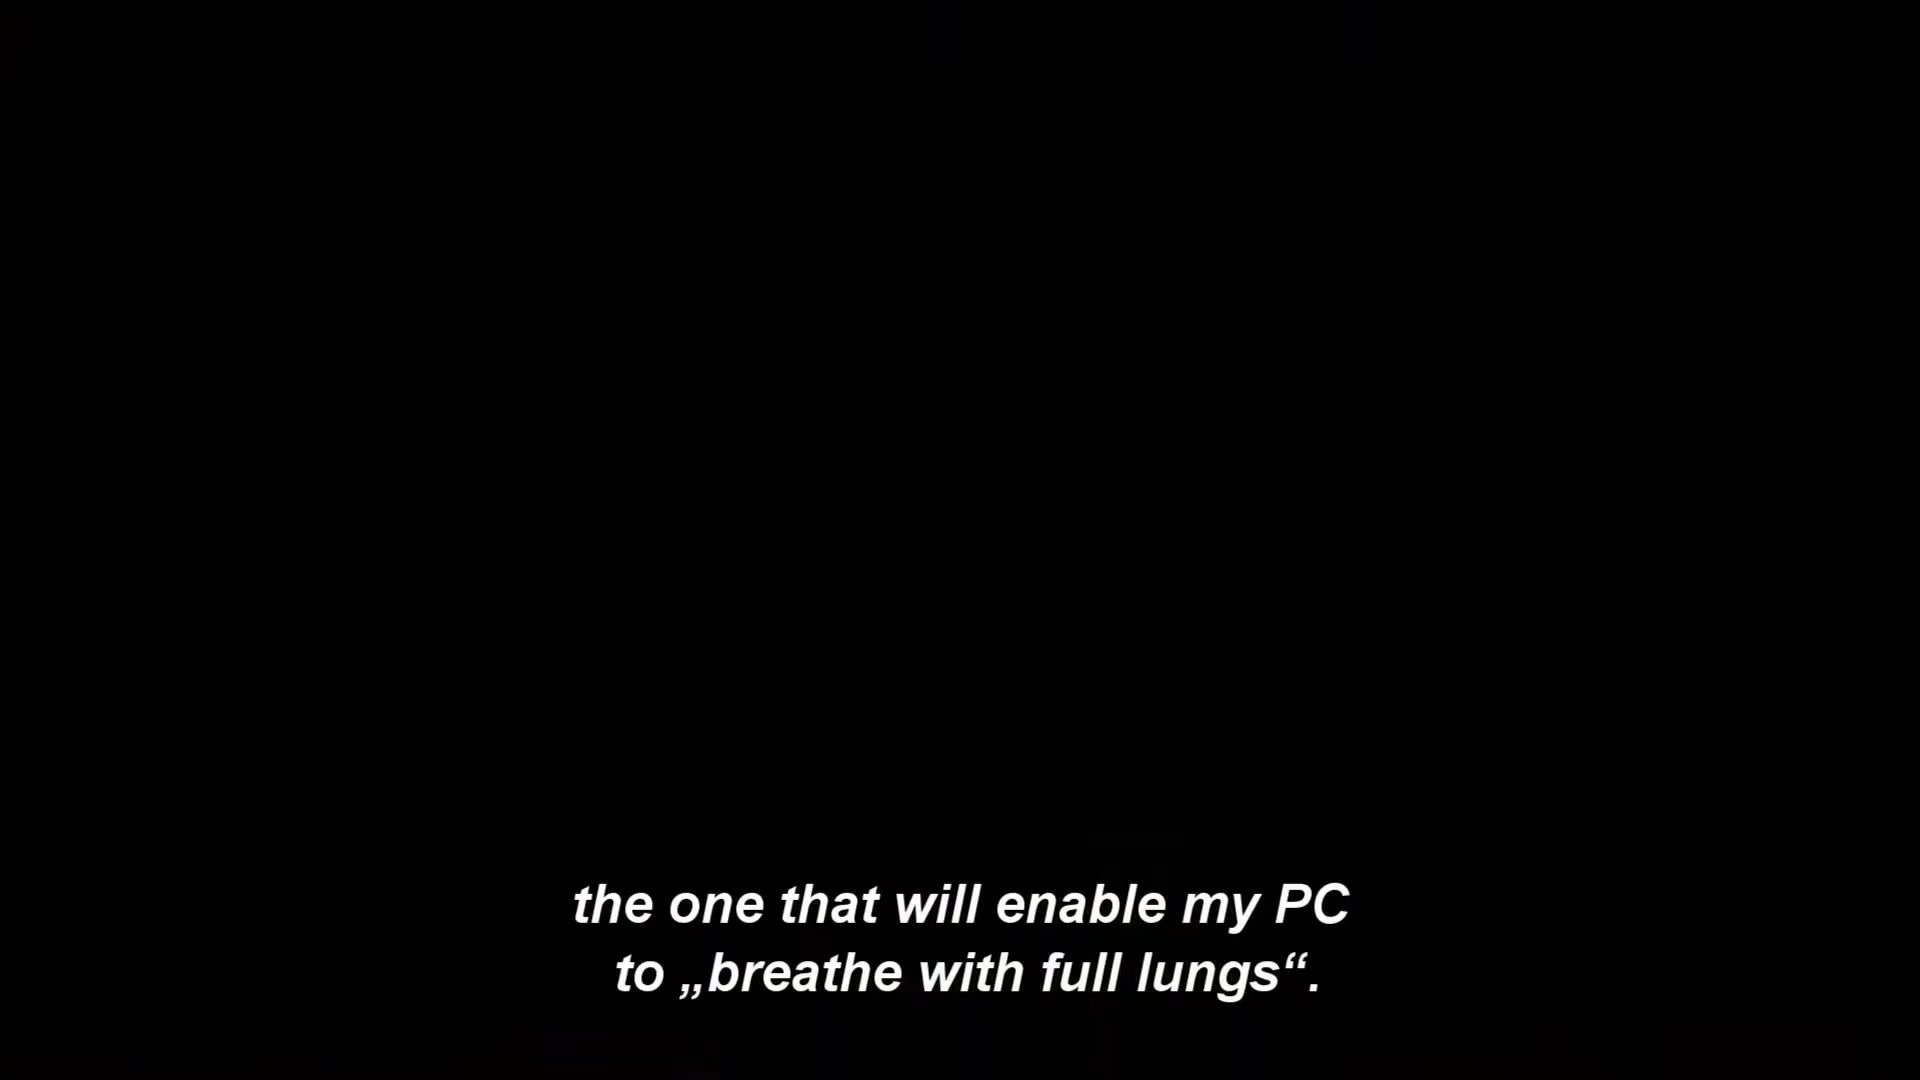 the one that will enable my PC
to „breathe with full lungs“.